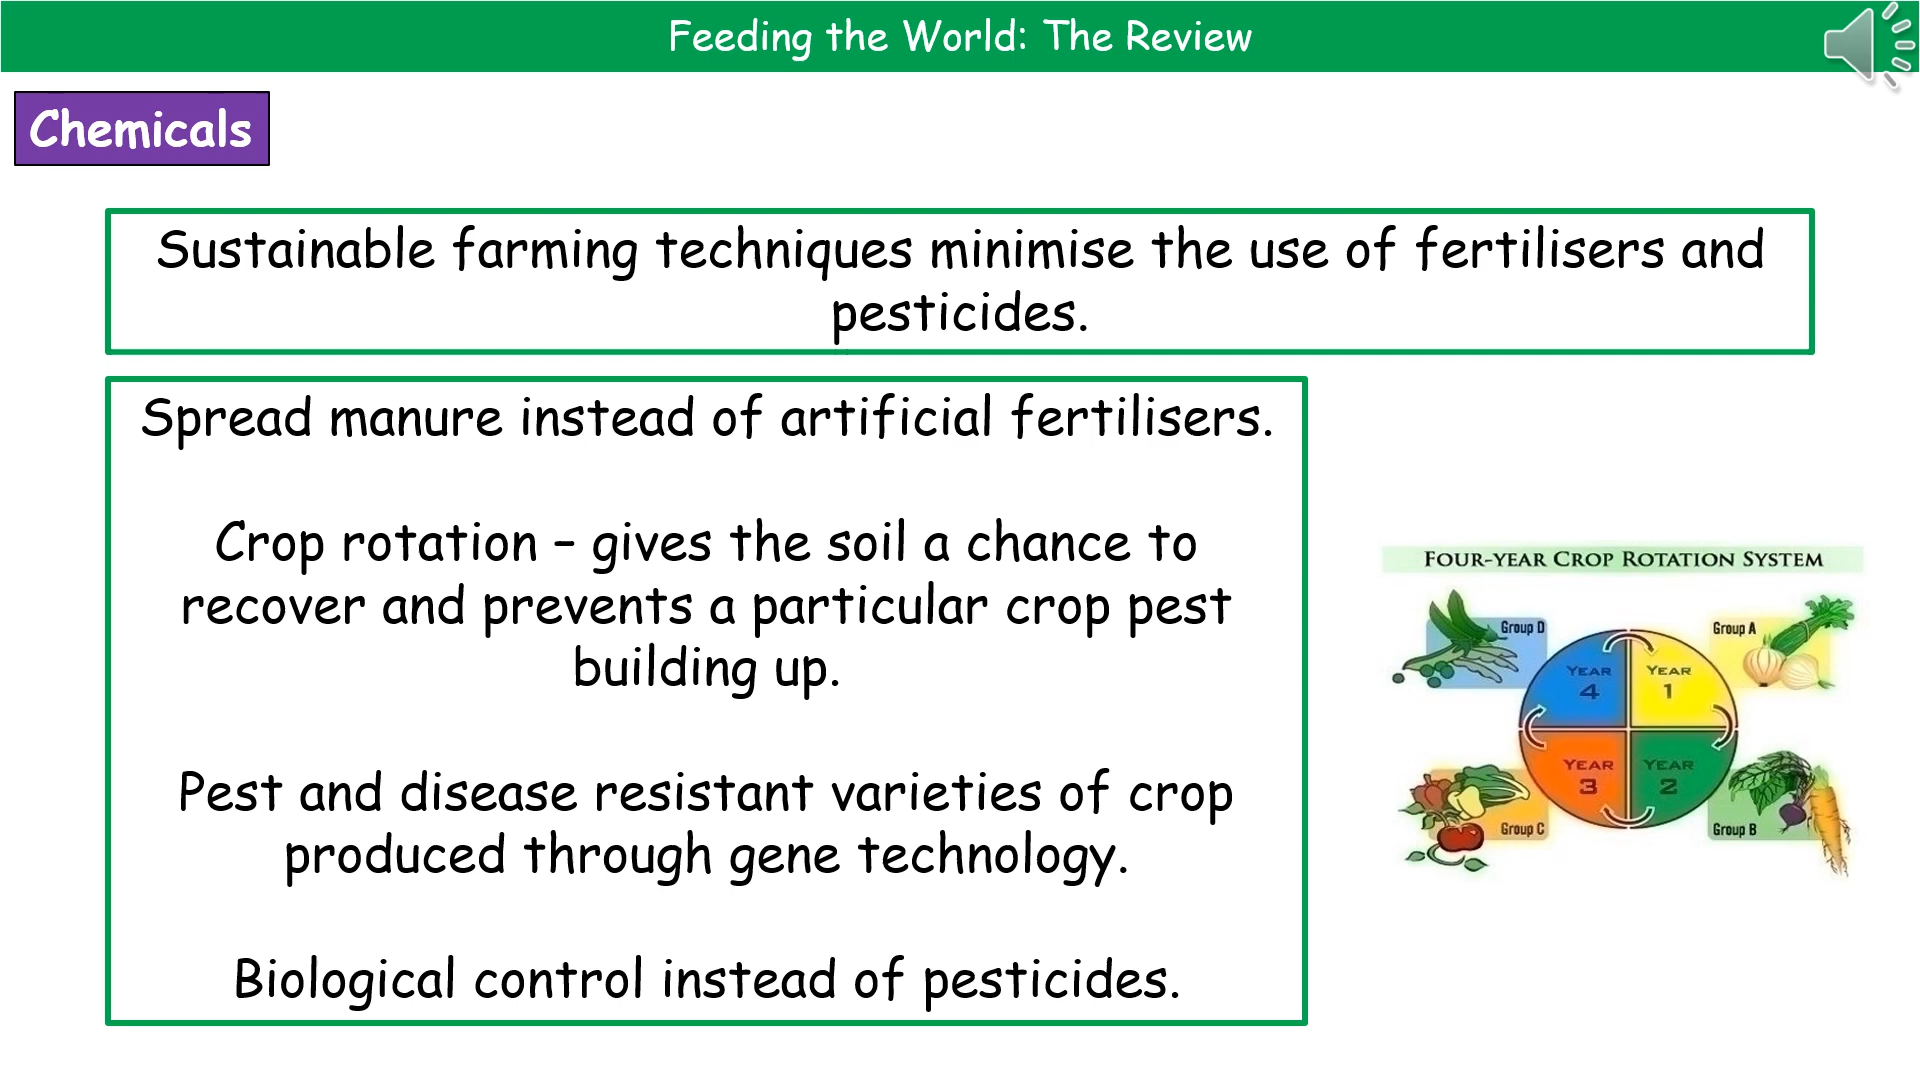 Feeding the World: The Review
Chemicals
Sustainable farming techniques minimise the use of fertilisers and
pesticides.
Spread manure instead of artificial fertilisers.
Crop rotation – gives the soil a chance to
recover and prevents a particular crop pest
building up.
Pest and disease resistant varieties of crop
produced through gene technology.
Biological control instead of pesticides.
FOUR-YEAR CROP ROTATION SYSTEM
Group D
Group A
YEAR
4
YEAR
1
YEAR
3
YEAR
2
Group C
Group B